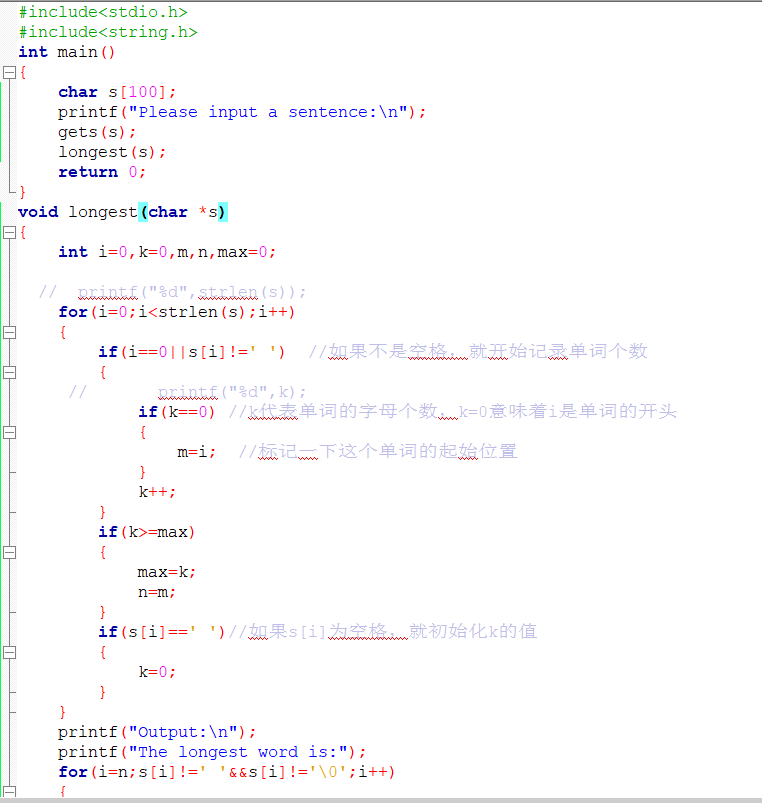 #include<stdio.h>
#include<string.h>
int main()
{
char s[100];
printf("Please input a sentence:\n");
gets(s);
longest(s);
return 0;
}
void longest(char *s)
{
int i=0,k=0,m,n,max=0;
// printf("%d",strlen(s));
for(i=0;i<strlen(s);i++)
{
if(i==0||s[i]!=' ') //如果不是空格，就开始记录单词个数
{
// printf("%d",k);
if(k==0) //k代表单词的字母个数，k=0意味着i是单词的开头
{
m=i; //标记一下这个单词的起始位置
}
k++;
}
if(k>=max)
{
max=k;
n=m;
}
if(s[i]==' ')//如果s[i]为空格，就初始化k的值
{
k=0;
}
}
printf("Output:\n");
printf("The longest word is:");
for(i=n;s[i]!=' '&&s[i]!='\0';i++)
{